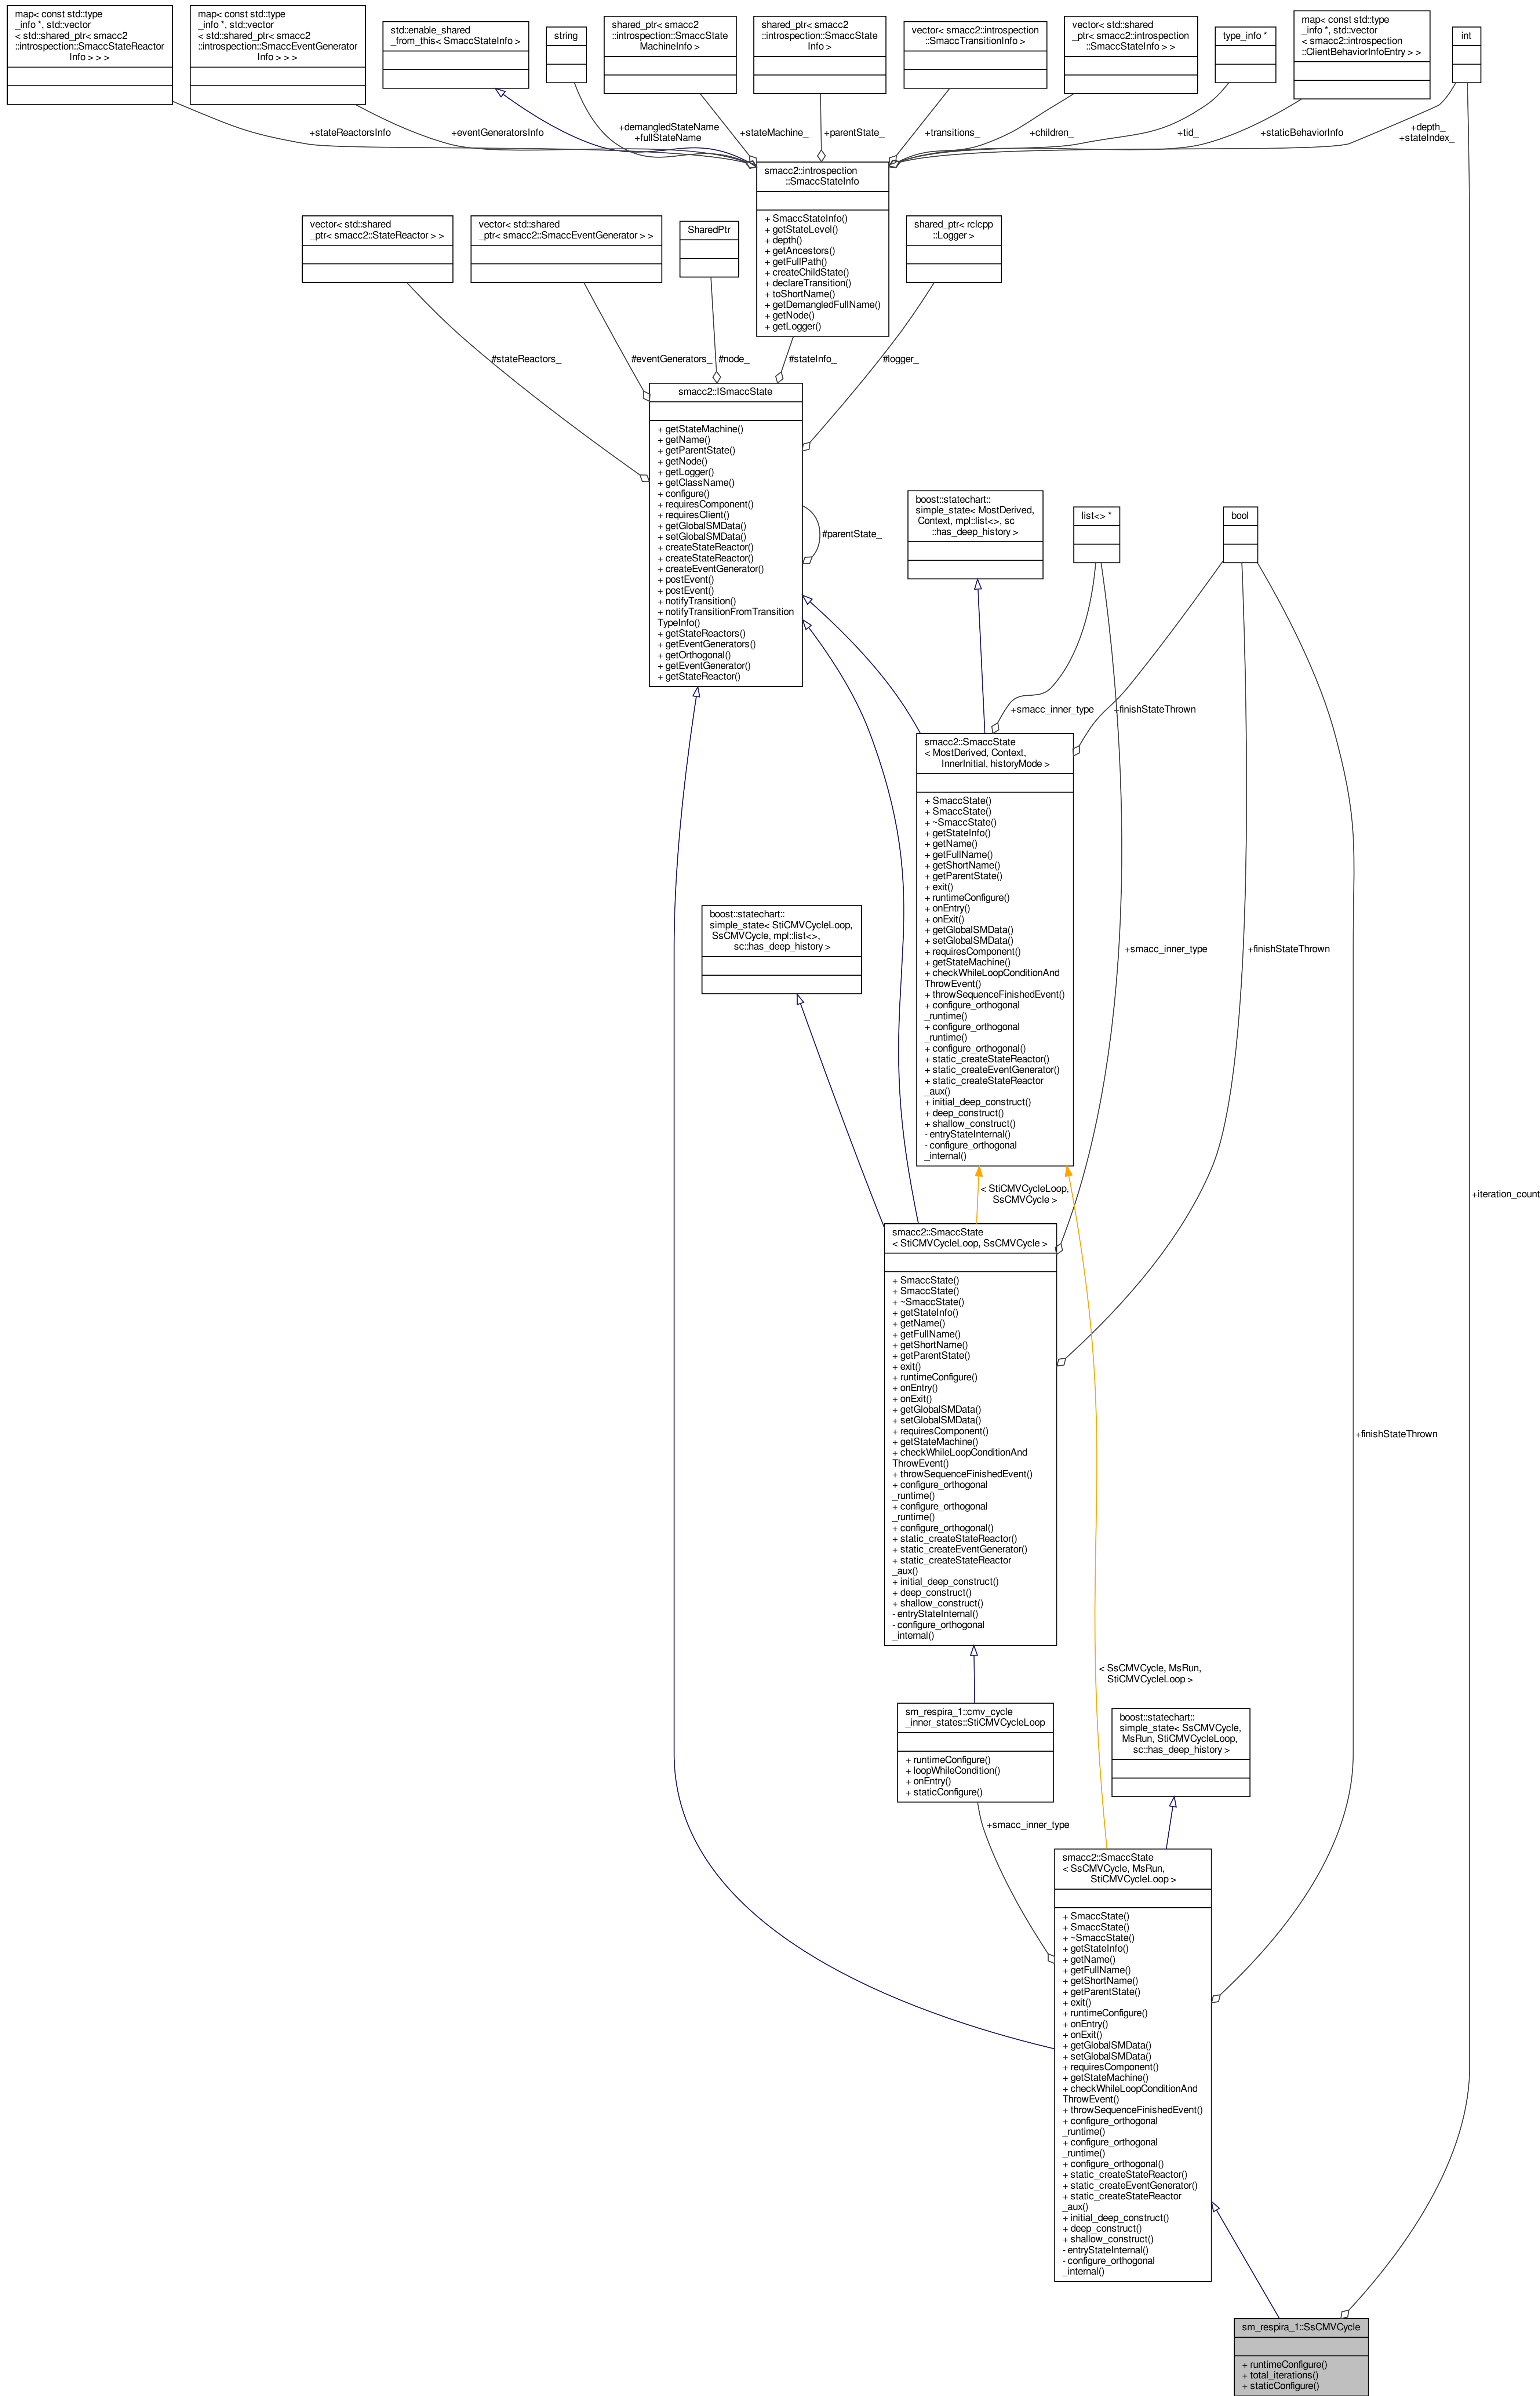 map< const std::type
_info *, std::vector
< std::shared_ptr< smacc2
::introspection::SmaccStateReactor
Info > > >
map< const std::type
_info *, std::vector
< std::shared_ptr< smacc2
::introspection::SmaccEventGenerator
Info > > >
std::enable_shared
_from_this< SmaccStateInfo >
string
shared_ptr< smacc2
::introspection::SmaccState
MachineInfo >
shared_ptr< smacc2
::introspection::SmaccState
Info >
vector< smacc2::introspection
::SmaccTransitionInfo >
vector< std::shared
_ptr< smacc2::introspection
::SmaccStateInfo > >
type_info *
map< const std::type
_info *, std::vector
< smacc2::introspection
::ClientBehaviorInfoEntry > >
int
+stateReactorsInfo
+eventGeneratorsInfo
+demangledStateName
+fullStateName
+stateMachine_
+parentState_
+transitions_
+children_
+tid_
+staticBehaviorInfo
+depth_
+stateIndex_
smacc2::introspection
::SmaccStateInfo
+ SmaccStateInfo()
+ getStateLevel()
+ depth()
+ getAncestors()
+ getFullPath()
+ createChildState()
+ declareTransition()
+ toShortName()
+ getDemangledFullName()
+ getNode()
+ getLogger()
vector< std::shared
_ptr< smacc2::StateReactor > >
vector< std::shared
_ptr< smacc2::SmaccEventGenerator > >
SharedPtr
shared_ptr< rclcpp
::Logger >
#stateReactors_
#eventGenerators_
#node_
#stateInfo_
#logger_
smacc2::ISmaccState
+ getStateMachine()
+ getName()
+ getParentState()
+ getNode()
+ getLogger()
+ getClassName()
+ configure()
+ requiresComponent()
+ requiresClient()
+ getGlobalSMData()
+ setGlobalSMData()
+ createStateReactor()
+ createStateReactor()
+ createEventGenerator()
+ postEvent()
+ postEvent()
+ notifyTransition()
+ notifyTransitionFromTransition
TypeInfo()
+ getStateReactors()
+ getEventGenerators()
+ getOrthogonal()
+ getEventGenerator()
+ getStateReactor()
#parentState_
boost::statechart::
simple_state< MostDerived,
Context, mpl::list<>, sc
::has_deep_history >
list<> *
bool
+smacc_inner_type
+finishStateThrown
smacc2::SmaccState
< MostDerived, Context,
InnerInitial, historyMode >
+ SmaccState()
+ SmaccState()
+ ~SmaccState()
+ getStateInfo()
+ getName()
+ getFullName()
+ getShortName()
+ getParentState()
+ exit()
+ runtimeConfigure()
+ onEntry()
+ onExit()
+ getGlobalSMData()
+ setGlobalSMData()
+ requiresComponent()
+ getStateMachine()
+ checkWhileLoopConditionAnd
ThrowEvent()
+ throwSequenceFinishedEvent()
+ configure_orthogonal
_runtime()
+ configure_orthogonal
_runtime()
+ configure_orthogonal()
+ static_createStateReactor()
+ static_createEventGenerator()
+ static_createStateReactor
_aux()
+ initial_deep_construct()
+ deep_construct()
+ shallow_construct()
- entryStateInternal()
- configure_orthogonal
_internal()
boost::statechart::
simple_state< StiCMVCycleLoop,
SsCMVCycle, mpl::list<>,
sc::has_deep_history >
+smacc_inner_type
+finishStateThrown
< StiCMVCycleLoop,
SsCMVCycle >
+iteration_count
smacc2::SmaccState
< StiCMVCycleLoop, SsCMVCycle >
+ SmaccState()
+ SmaccState()
+ ~SmaccState()
+ getStateInfo()
+ getName()
+ getFullName()
+ getShortName()
+ getParentState()
+ exit()
+ runtimeConfigure()
+ onEntry()
+ onExit()
+ getGlobalSMData()
+ setGlobalSMData()
+ requiresComponent()
+ getStateMachine()
+ checkWhileLoopConditionAnd
ThrowEvent()
+ throwSequenceFinishedEvent()
+ configure_orthogonal
_runtime()
+ configure_orthogonal
_runtime()
+ configure_orthogonal()
+ static_createStateReactor()
+ static_createEventGenerator()
+ static_createStateReactor
_aux()
+ initial_deep_construct()
+ deep_construct()
+ shallow_construct()
- entryStateInternal()
- configure_orthogonal
_internal()
+finishStateThrown
< SsCMVCycle, MsRun,
StiCMVCycleLoop >
sm_respira_1::cmv_cycle
_inner_states::StiCMVCycleLoop
+ runtimeConfigure()
+ loopWhileCondition()
+ onEntry()
+ staticConfigure()
boost::statechart::
simple_state< SsCMVCycle,
MsRun, StiCMVCycleLoop,
sc::has_deep_history >
+smacc_inner_type
smacc2::SmaccState
< SsCMVCycle, MsRun,
StiCMVCycleLoop >
+ SmaccState()
+ SmaccState()
+ ~SmaccState()
+ getStateInfo()
+ getName()
+ getFullName()
+ getShortName()
+ getParentState()
+ exit()
+ runtimeConfigure()
+ onEntry()
+ onExit()
+ getGlobalSMData()
+ setGlobalSMData()
+ requiresComponent()
+ getStateMachine()
+ checkWhileLoopConditionAnd
ThrowEvent()
+ throwSequenceFinishedEvent()
+ configure_orthogonal
_runtime()
+ configure_orthogonal
_runtime()
+ configure_orthogonal()
+ static_createStateReactor()
+ static_createEventGenerator()
+ static_createStateReactor
_aux()
+ initial_deep_construct()
+ deep_construct()
+ shallow_construct()
- entryStateInternal()
- configure_orthogonal
_internal()
sm_respira_1::SsCMVCycle
+ runtimeConfigure()
+ total_iterations()
+ staticConfigure()